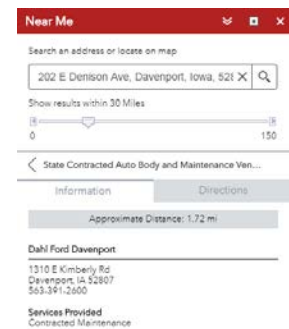 Near Me
Search an address or locate on map
202 E Denison Ave, Davenport, Iowa, 528
Show results within 30 Miles
0 150
State Contracted Auto Body and Maintenance Ven...
Information Directions
Approximate Distance: 1.72 mi
Dahl Ford Davenport
1310 E Kimberly Rd
Davenport, IA 52807
563-391-2600
Services Provided
Contracted Maintenance